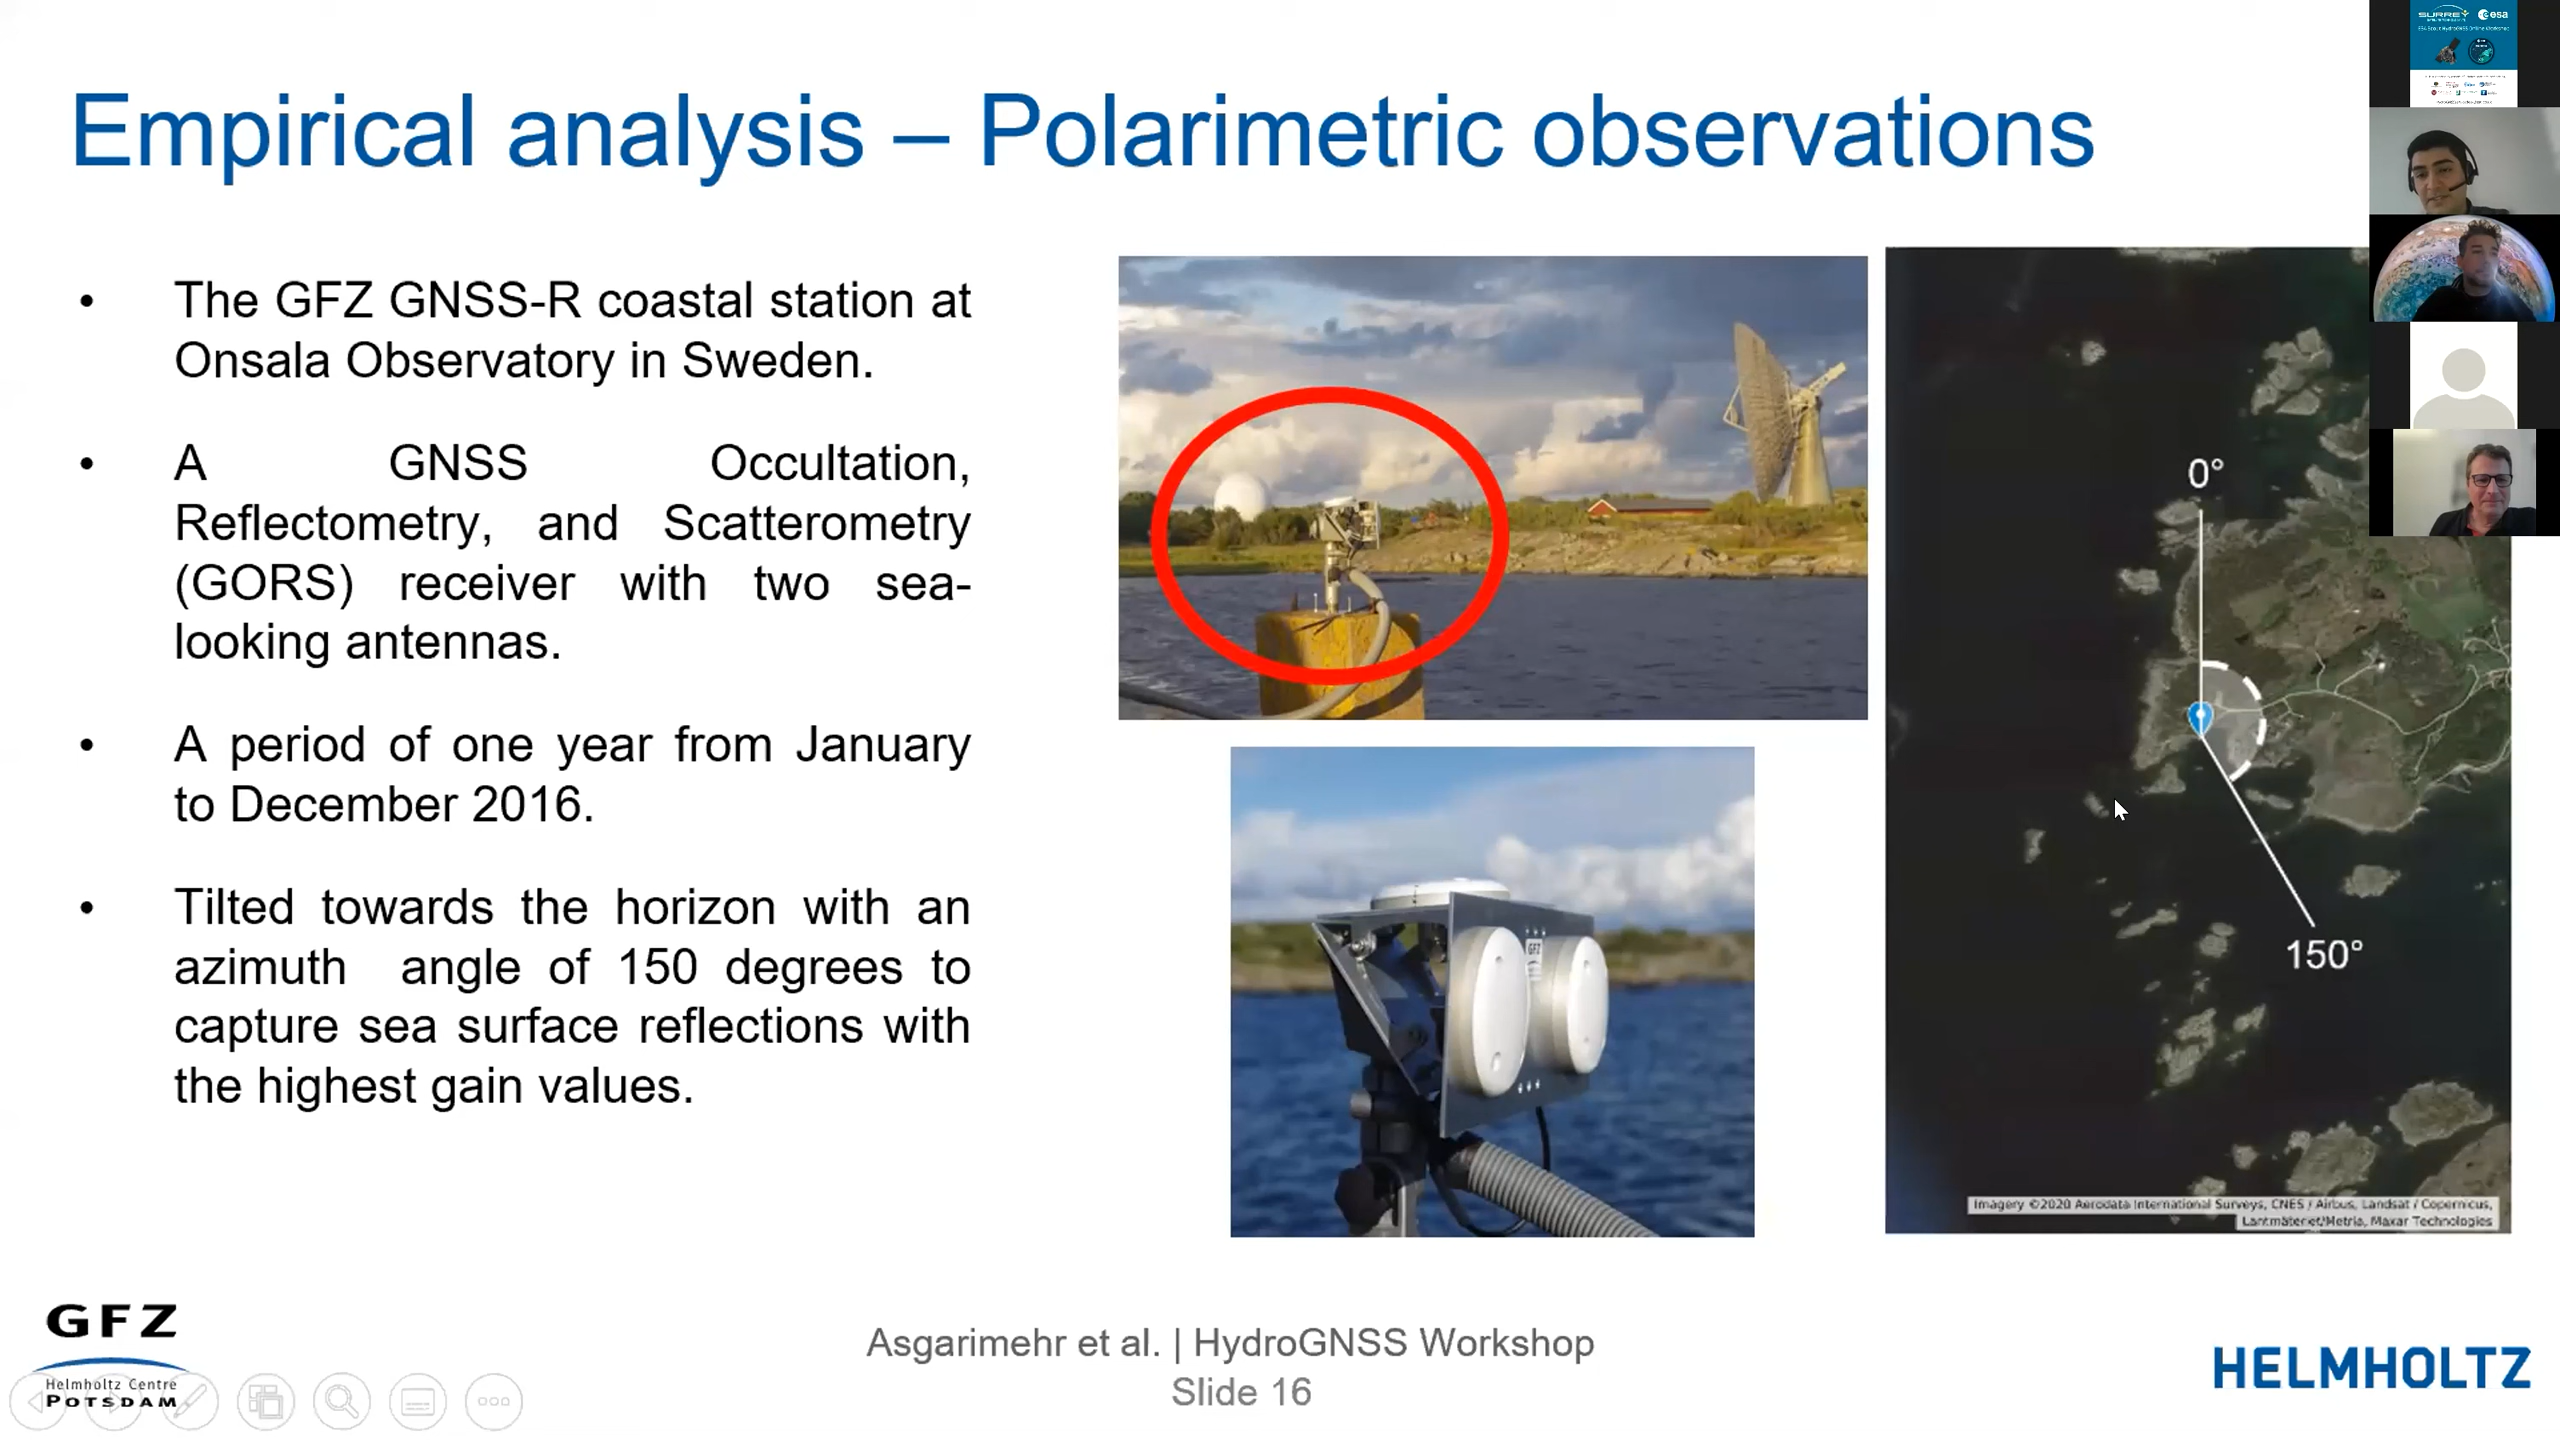 SURREY esa
Empirical analysis – Polarimetric observations
• The GFZ GNSS-R coastal station at
Onsala Observatory in Sweden.
• A GNSS Occultation,
Reflectometry, and Scatterometry
(GORS) receiver with two sea-
looking antennas.
• A period of one year from January
to December 2016.
• Tilted towards the horizon with an
azimuth angle of 150 degrees to
capture sea surface reflections with
the highest gain values.
GFZ
0°
150°
Imagery ©2020 Aerodata International Surveys, CNES / Airbus, Landsat / Copernicus,
Lantmäteriet/Metria, Maxar Technologies
GFZ
Helmholtz Centre
POTSDAM
Asgarimehr et al. | HydroGNSS Workshop
Slide 16
HELMHOLTZ